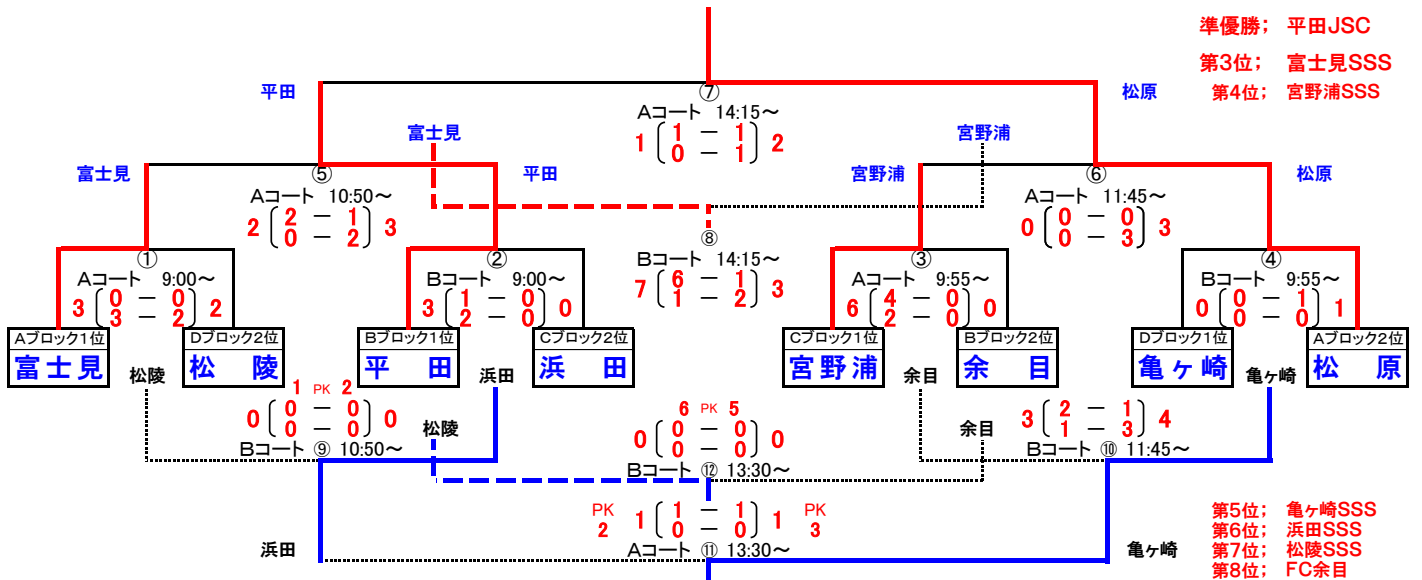 準優勝； 平田JSC
第3位； 富士見SSS
第4位； 宮野浦SSS
平田
⑦
松原
Aコート 14:15～
1 1 － 1 2
0 － 1
富士見
宮野浦
富士見
⑤
平田
宮野浦
⑥
松原
Aコート 10:50～
2 2 － 1 3
0 － 2
Aコート 11:45～
0 0 － 0 3
0 － 3
⑧
Bコート 14:15～
7 6 － 1 3
1 － 2
①
Aコート 9:00～
3 0 － 0 2
3 － 2
②
Bコート 9:00～
3 1 － 0 0
2 － 0
③
Aコート 9:55～
6 4 － 0 0
2 － 0
④
Bコート 9:55～
0 0 － 1 1
0 － 0
Aブロック1位
富士見
Dブロック2位
松 陵
Bブロック1位
平 田
Cブロック2位
浜 田
Cブロック1位
宮野浦
Bブロック2位
余 目
Dブロック1位
亀ヶ崎
Aブロック2位
松 原
松陵
浜田
余目
亀ヶ崎
1 PK 2
0 0 － 0 0
0 － 0
Bコート ⑨ 10:50～
松陵
6 PK 5
0 0 － 0 0
0 － 0
Bコート ⑫ 13:30～
余目
3 2 － 1 4
1 － 3
Bコート ⑩ 11:45～
PK 1 1 － 1 1 PK
2 0 － 0 3
Aコート ⑪ 13:30～
浜田
亀ヶ崎
第5位； 亀ヶ崎SSS
第6位； 浜田SSS
第7位； 松陵SSS
第8位； FC余目